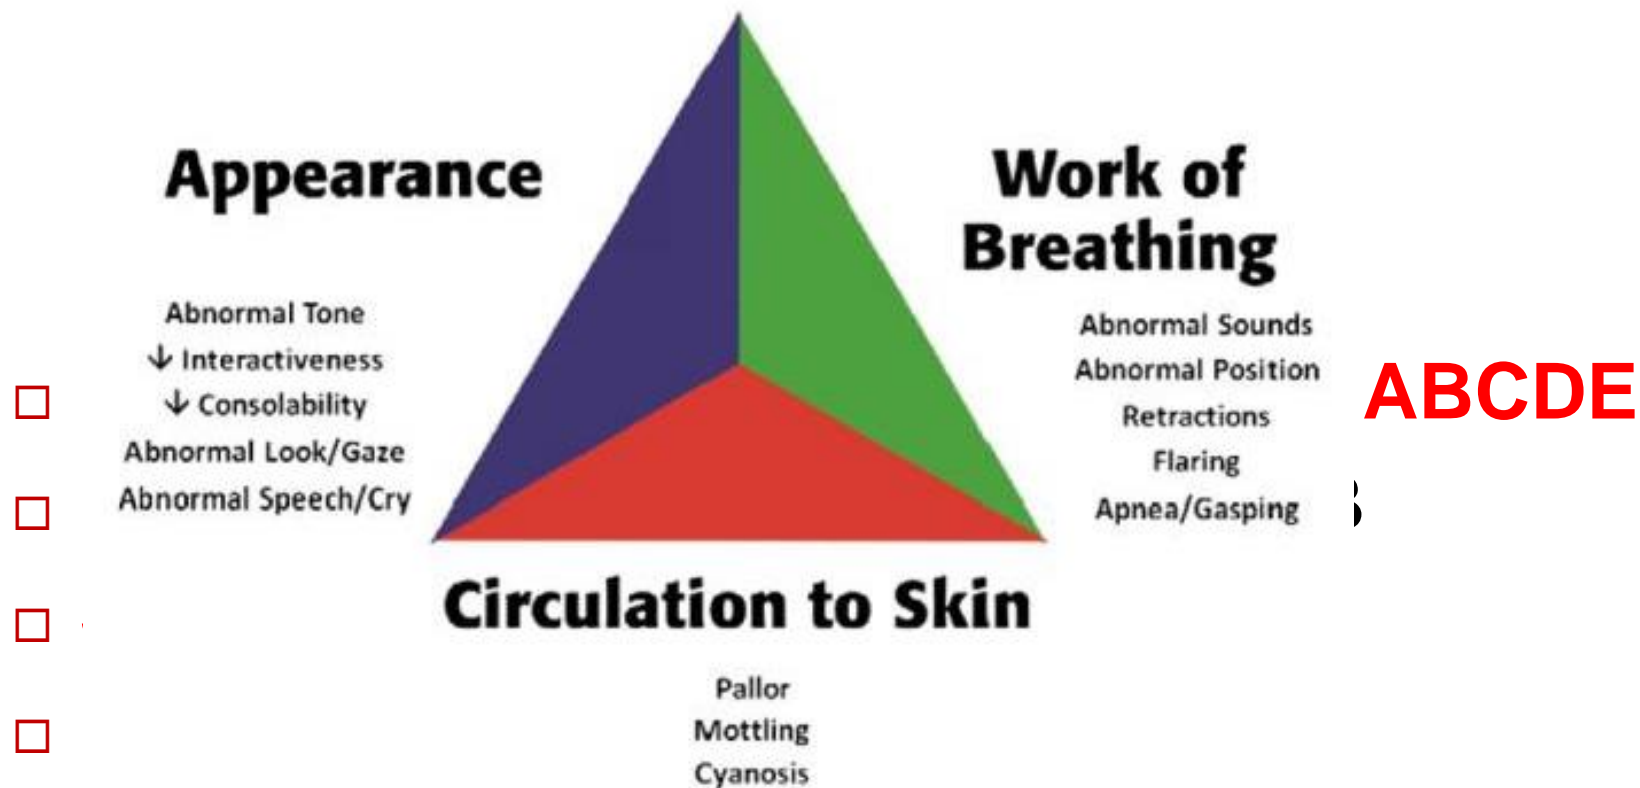 Appearance
Abnormal Tone
↓ Interactiveness
↓ Consolability
Abnormal Look/Gaze
Abnormal Speech/Cry
Work of
Breathing
Abnormal Sounds
Abnormal Position
Retractions
Flaring
Apnea/Gasping
ABCDE
Circulation to Skin
Pallor
Mottling
Cyanosis